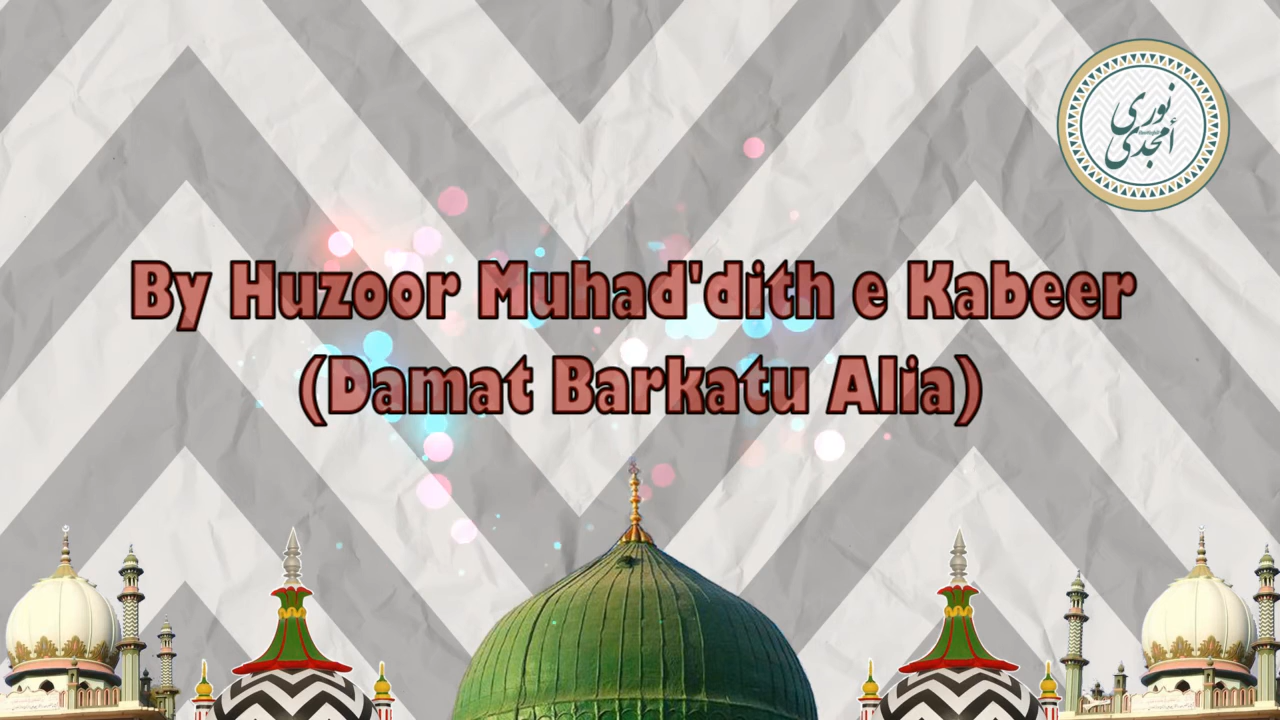 By Huzoor Muhad'dith e Kabeer
(Damat Barkatu Alia)
نوری
أمجدی